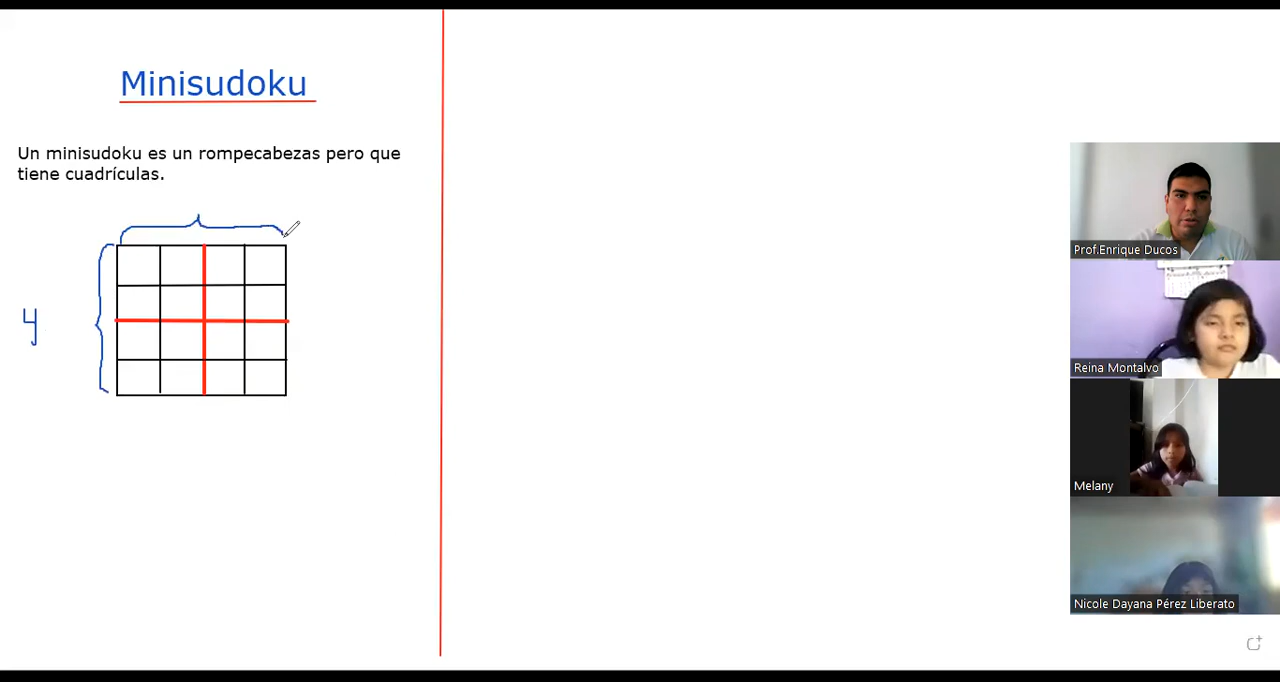 Minisudoku
Un minisudoku es un rompecabezas pero que
tiene cuadrículas.
4
Prof.Enrique Ducos
Reina Montalvo
Melany
Nicole Dayana Pérez Liberato